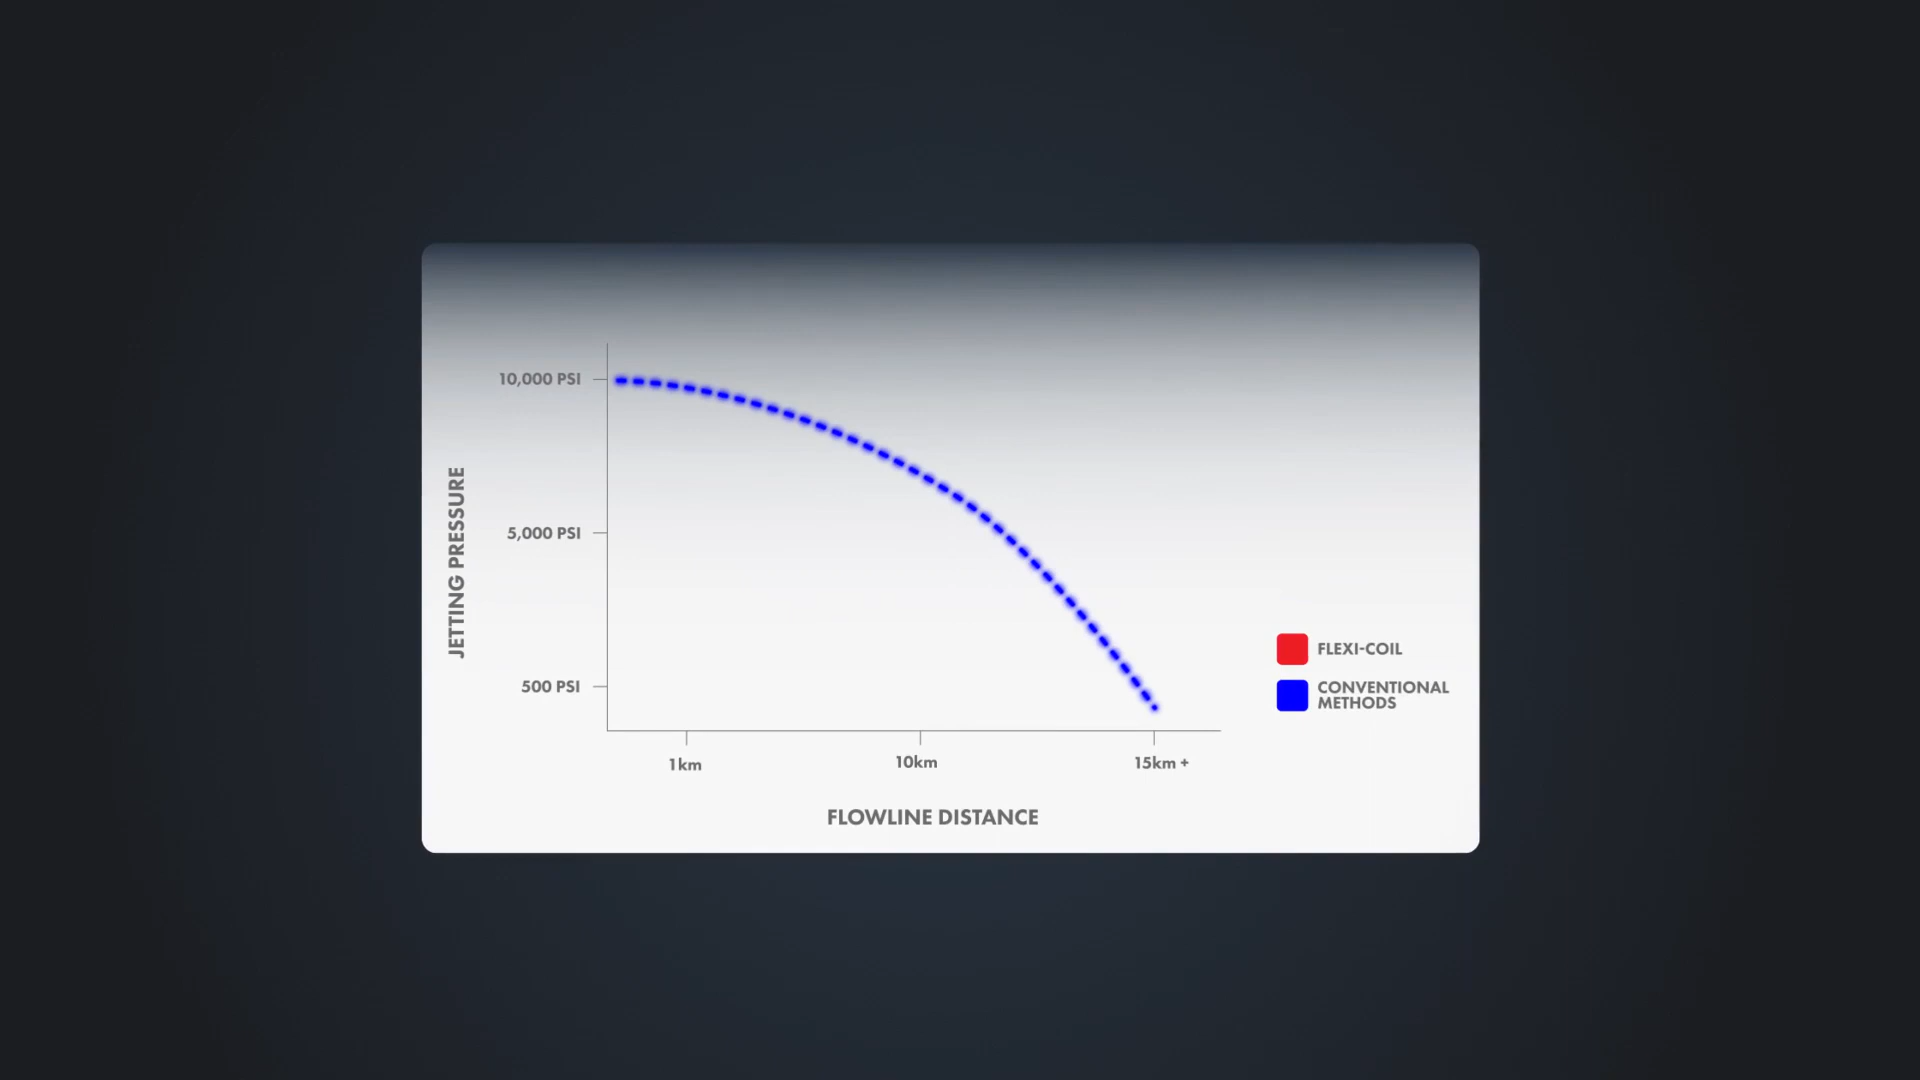 10,000 PSI
5,000 PSI
500 PSI
JETTING PRESSURE
1km
10km
15km +
FLOWLINE DISTANCE
FLEXI-COIL
CONVENTIONAL
METHODS